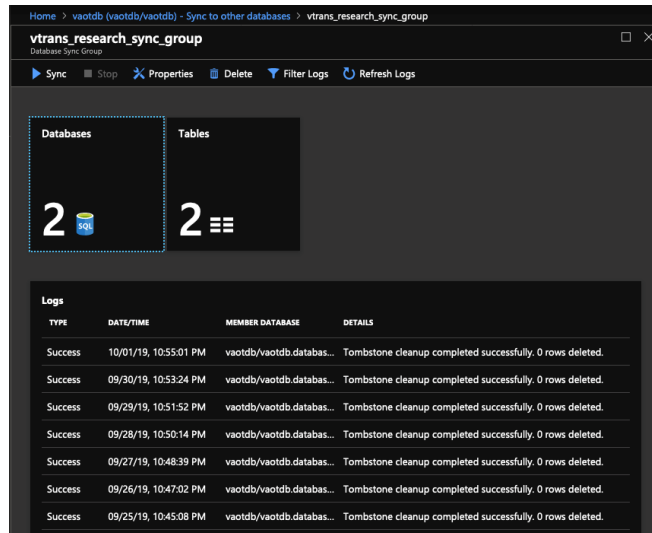 Home > vaotdb (vaotdb/vaotdb) - Sync to other databases > vtrans_research_sync_group
vtrans_research_sync_group
Database Sync Group
Sync Stop Properties Delete Filter Logs Refresh Logs
Databases Tables
2 SQL 2
Logs
TYPE DATE/TIME MEMBER DATABASE DETAILS
Success 10/01/19, 10:55:01 PM vaotdb/vaotdb.databas... Tombstone cleanup completed successfully. 0 rows deleted.
Success 09/30/19, 10:53:24 PM vaotdb/vaotdb.databas... Tombstone cleanup completed successfully. 0 rows deleted.
Success 09/29/19, 10:51:52 PM vaotdb/vaotdb.databas... Tombstone cleanup completed successfully. 0 rows deleted.
Success 09/28/19, 10:50:14 PM vaotdb/vaotdb.databas... Tombstone cleanup completed successfully. 0 rows deleted.
Success 09/27/19, 10:48:39 PM vaotdb/vaotdb.databas... Tombstone cleanup completed successfully. 0 rows deleted.
Success 09/26/19, 10:47:02 PM vaotdb/vaotdb.databas... Tombstone cleanup completed successfully. 0 rows deleted.
Success 09/25/19, 10:45:08 PM vaotdb/vaotdb.databas... Tombstone cleanup completed successfully. 0 rows deleted.